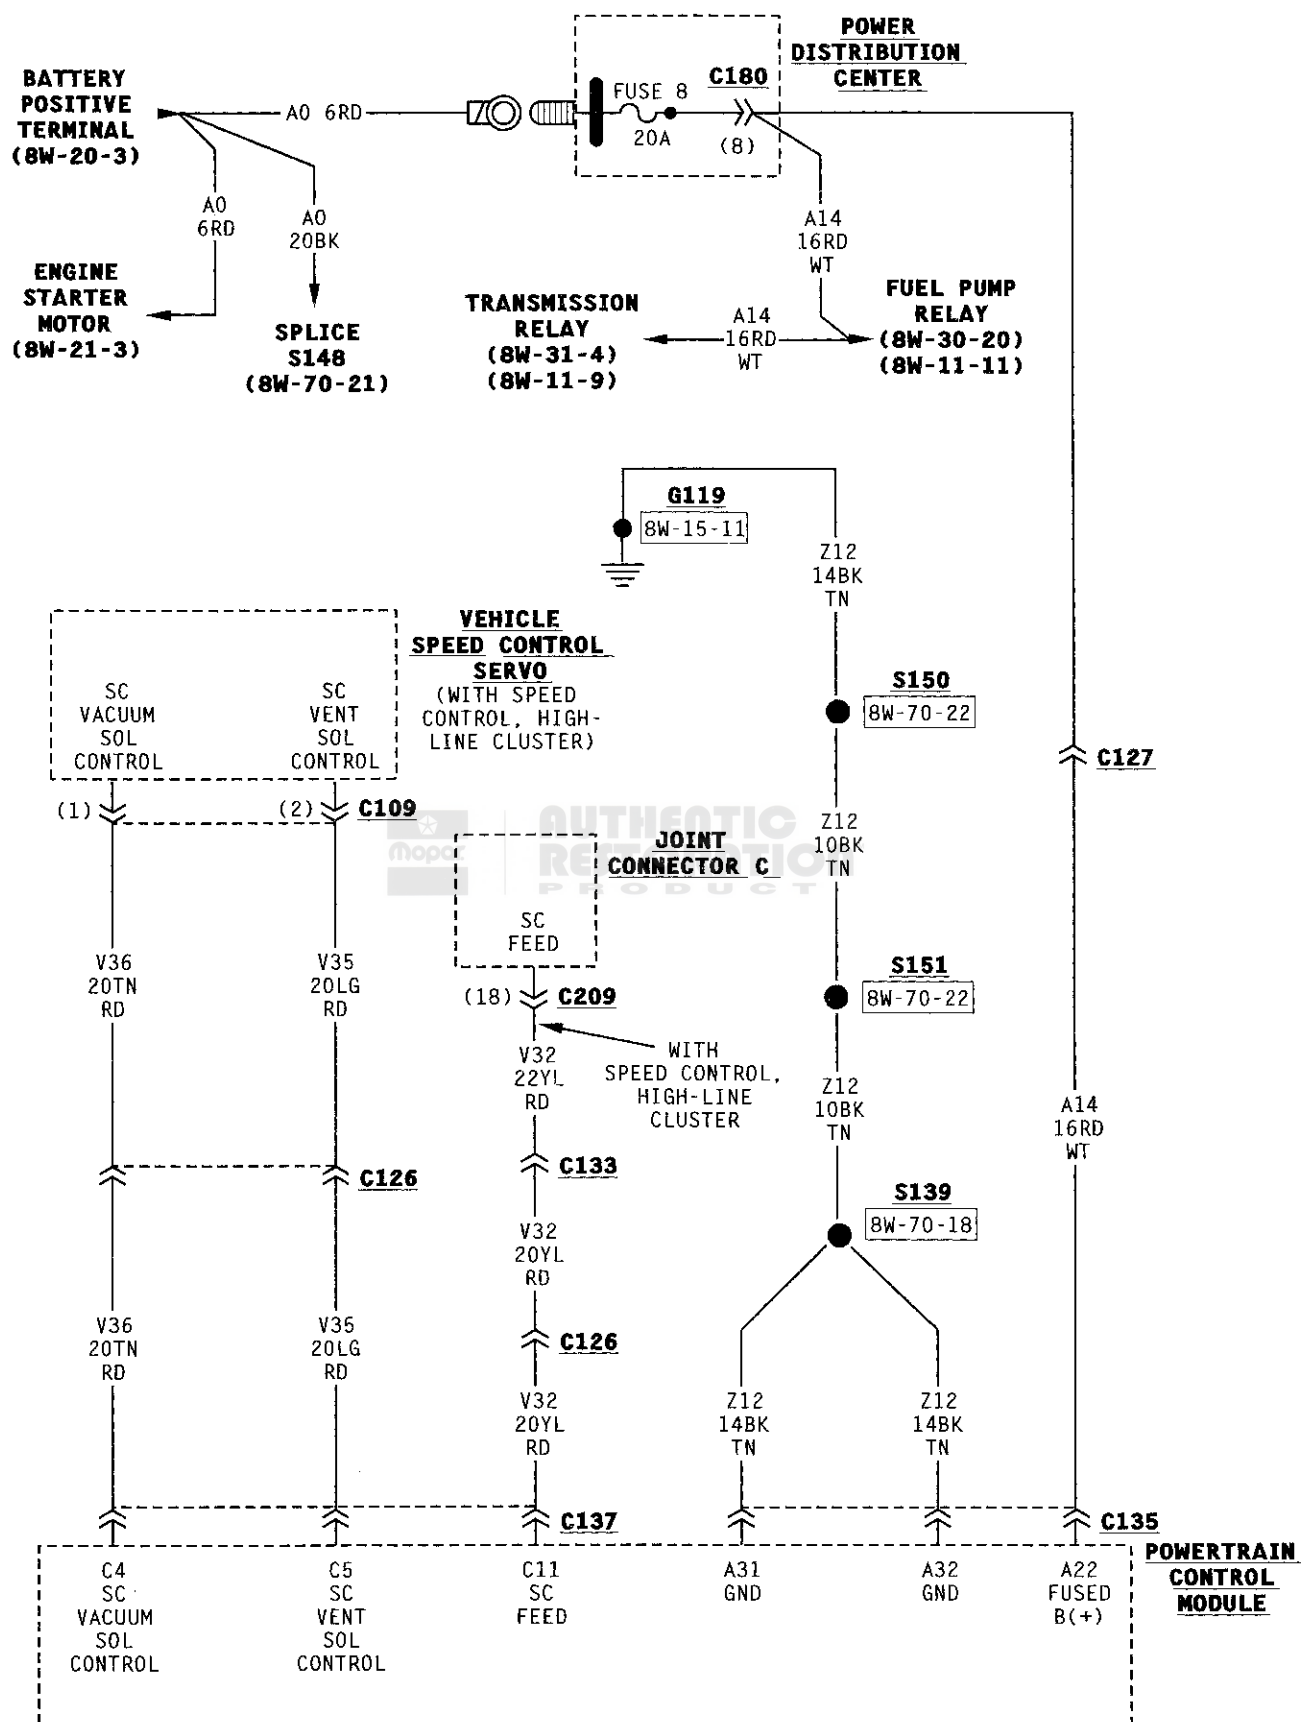 POWER
DISTRIBUTION
CENTER
BATTERY
POSITIVE
TERMINAL
(8W-20-3)
A0 6RD
FUSE 8
20A
C180
(8)
A0
6RD
A0
20BK
A14
16RD
WT
ENGINE
STARTER
MOTOR
(8W-21-3)
SPLICE
S148
(8W-70-21)
TRANSMISSION
RELAY
(8W-31-4)
(8W-11-9)
A14
16RD
WT
FUEL PUMP
RELAY
(8W-30-20)
(8W-11-11)
G119
8W-15-11
Z12
14BK
TN
VEHICLE
SPEED CONTROL
SERVO
(WITH SPEED
CONTROL, HIGH-
LINE CLUSTER)
SC
VACUUM
SOL
CONTROL
SC
VENT
SOL
CONTROL
S150
8W-70-22
C127
(1)
(2)
C109
Mopar
AUTHENTIC
RESTORATION
PRODUCT
JOINT
CONNECTOR C
SC
FEED
Z12
10BK
TN
V36
20TN
RD
V35
20LG
RD
(18)
C209
S151
8W-70-22
V32
22YL
RD
WITH
SPEED CONTROL,
HIGH-LINE
CLUSTER
Z12
10BK
TN
A14
16RD
WT
C126
C133
S139
8W-70-18
V32
20YL
RD
V36
20TN
RD
V35
20LG
RD
C126
V32
20YL
RD
Z12
14BK
TN
Z12
14BK
TN
C137
C135
POWERTRAIN
CONTROL
MODULE
C4
SC
VACUUM
SOL
CONTROL
C5
SC
VENT
SOL
CONTROL
C11
SC
FEED
A31
GND
A32
GND
A22
FUSED
B(+)